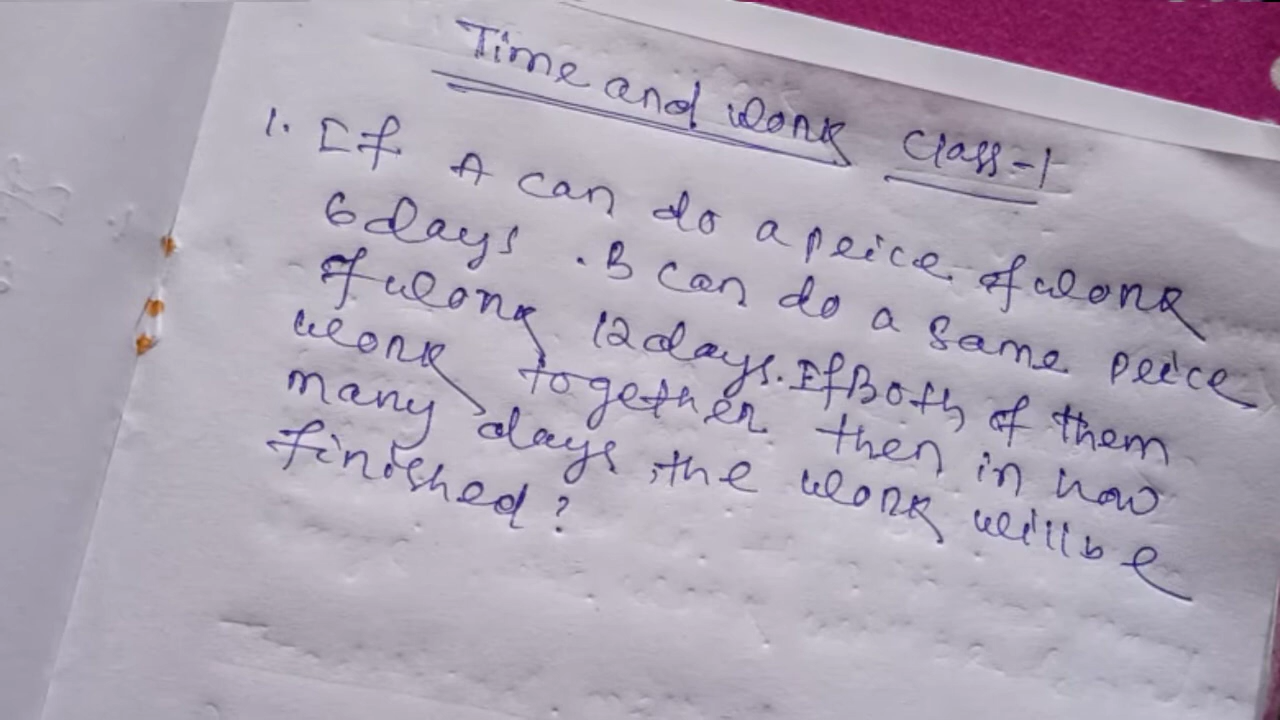 Time and work Class-1
1. If A can do a peice of work
6 days . B can do a same peice
of work 12 days. If Both of them
work together then in how
many days the work will be
finished?